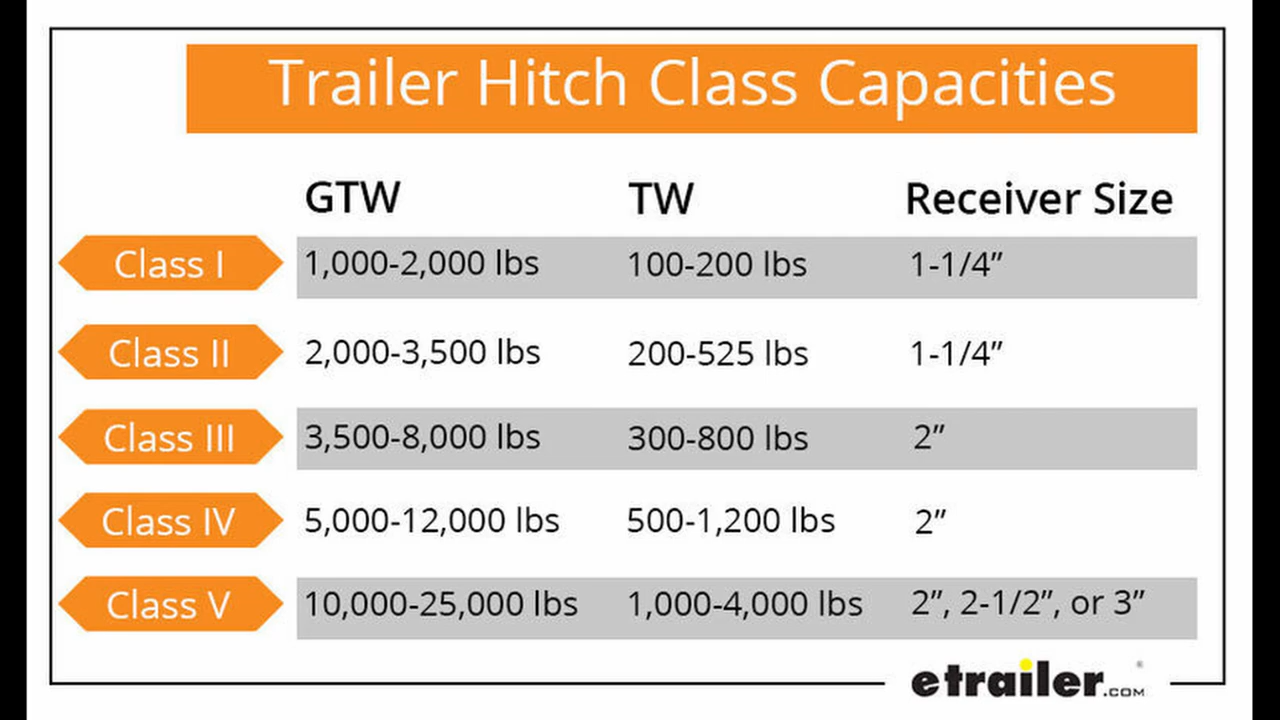 Trailer Hitch Class Capacities
GTW TW Receiver Size
Class I 1,000-2,000 lbs 100-200 lbs 1-1/4”
Class II 2,000-3,500 lbs 200-525 lbs 1-1/4”
Class III 3,500-8,000 lbs 300-800 lbs 2”
Class IV 5,000-12,000 lbs 500-1,200 lbs 2”
Class V 10,000-25,000 lbs 1,000-4,000 lbs 2”, 2-1/2”, or 3”
etrailer.com®